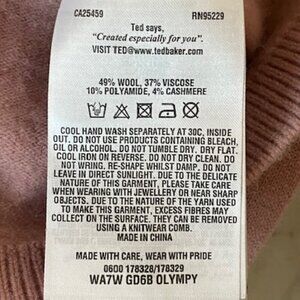 CA25459 RN95229
Ted says,
"Created especially for you".
VISIT TED@www.tedbaker.com
49% WOOL, 37% VISCOSE
10% POLYAMIDE, 4% CASHMERE
COOL HAND WASH SEPARATELY AT 30C, INSIDE
OUT. DO NOT USE PRODUCTS CONTAINING BLEACH,
OIL OR ALCOHOL. DO NOT TUMBLE DRY. DRY FLAT.
COOL IRON ON REVERSE. DO NOT DRY CLEAN. DO
NOT WRING. RE-SHAPE WHILST DAMP. DO NOT
LEAVE IN DIRECT SUNLIGHT. DUE TO THE DELICATE
NATURE OF THIS GARMENT, PLEASE TAKE CARE
WHEN WEARING WITH JEWELLERY OR NEAR SHARP
OBJECTS. DUE TO THE NATURE OF THE YARN USED
TO MAKE THIS GARMENT, EXCESS FIBRES MAY
COLLECT ON THE SURFACE. THEY CAN BE REMOVED
USING A KNITWEAR COMB.
MADE IN CHINA
MADE WITH CARE, WEAR WITH PRIDE
0600 178328/178329
WA7W GD6B OLYMPY